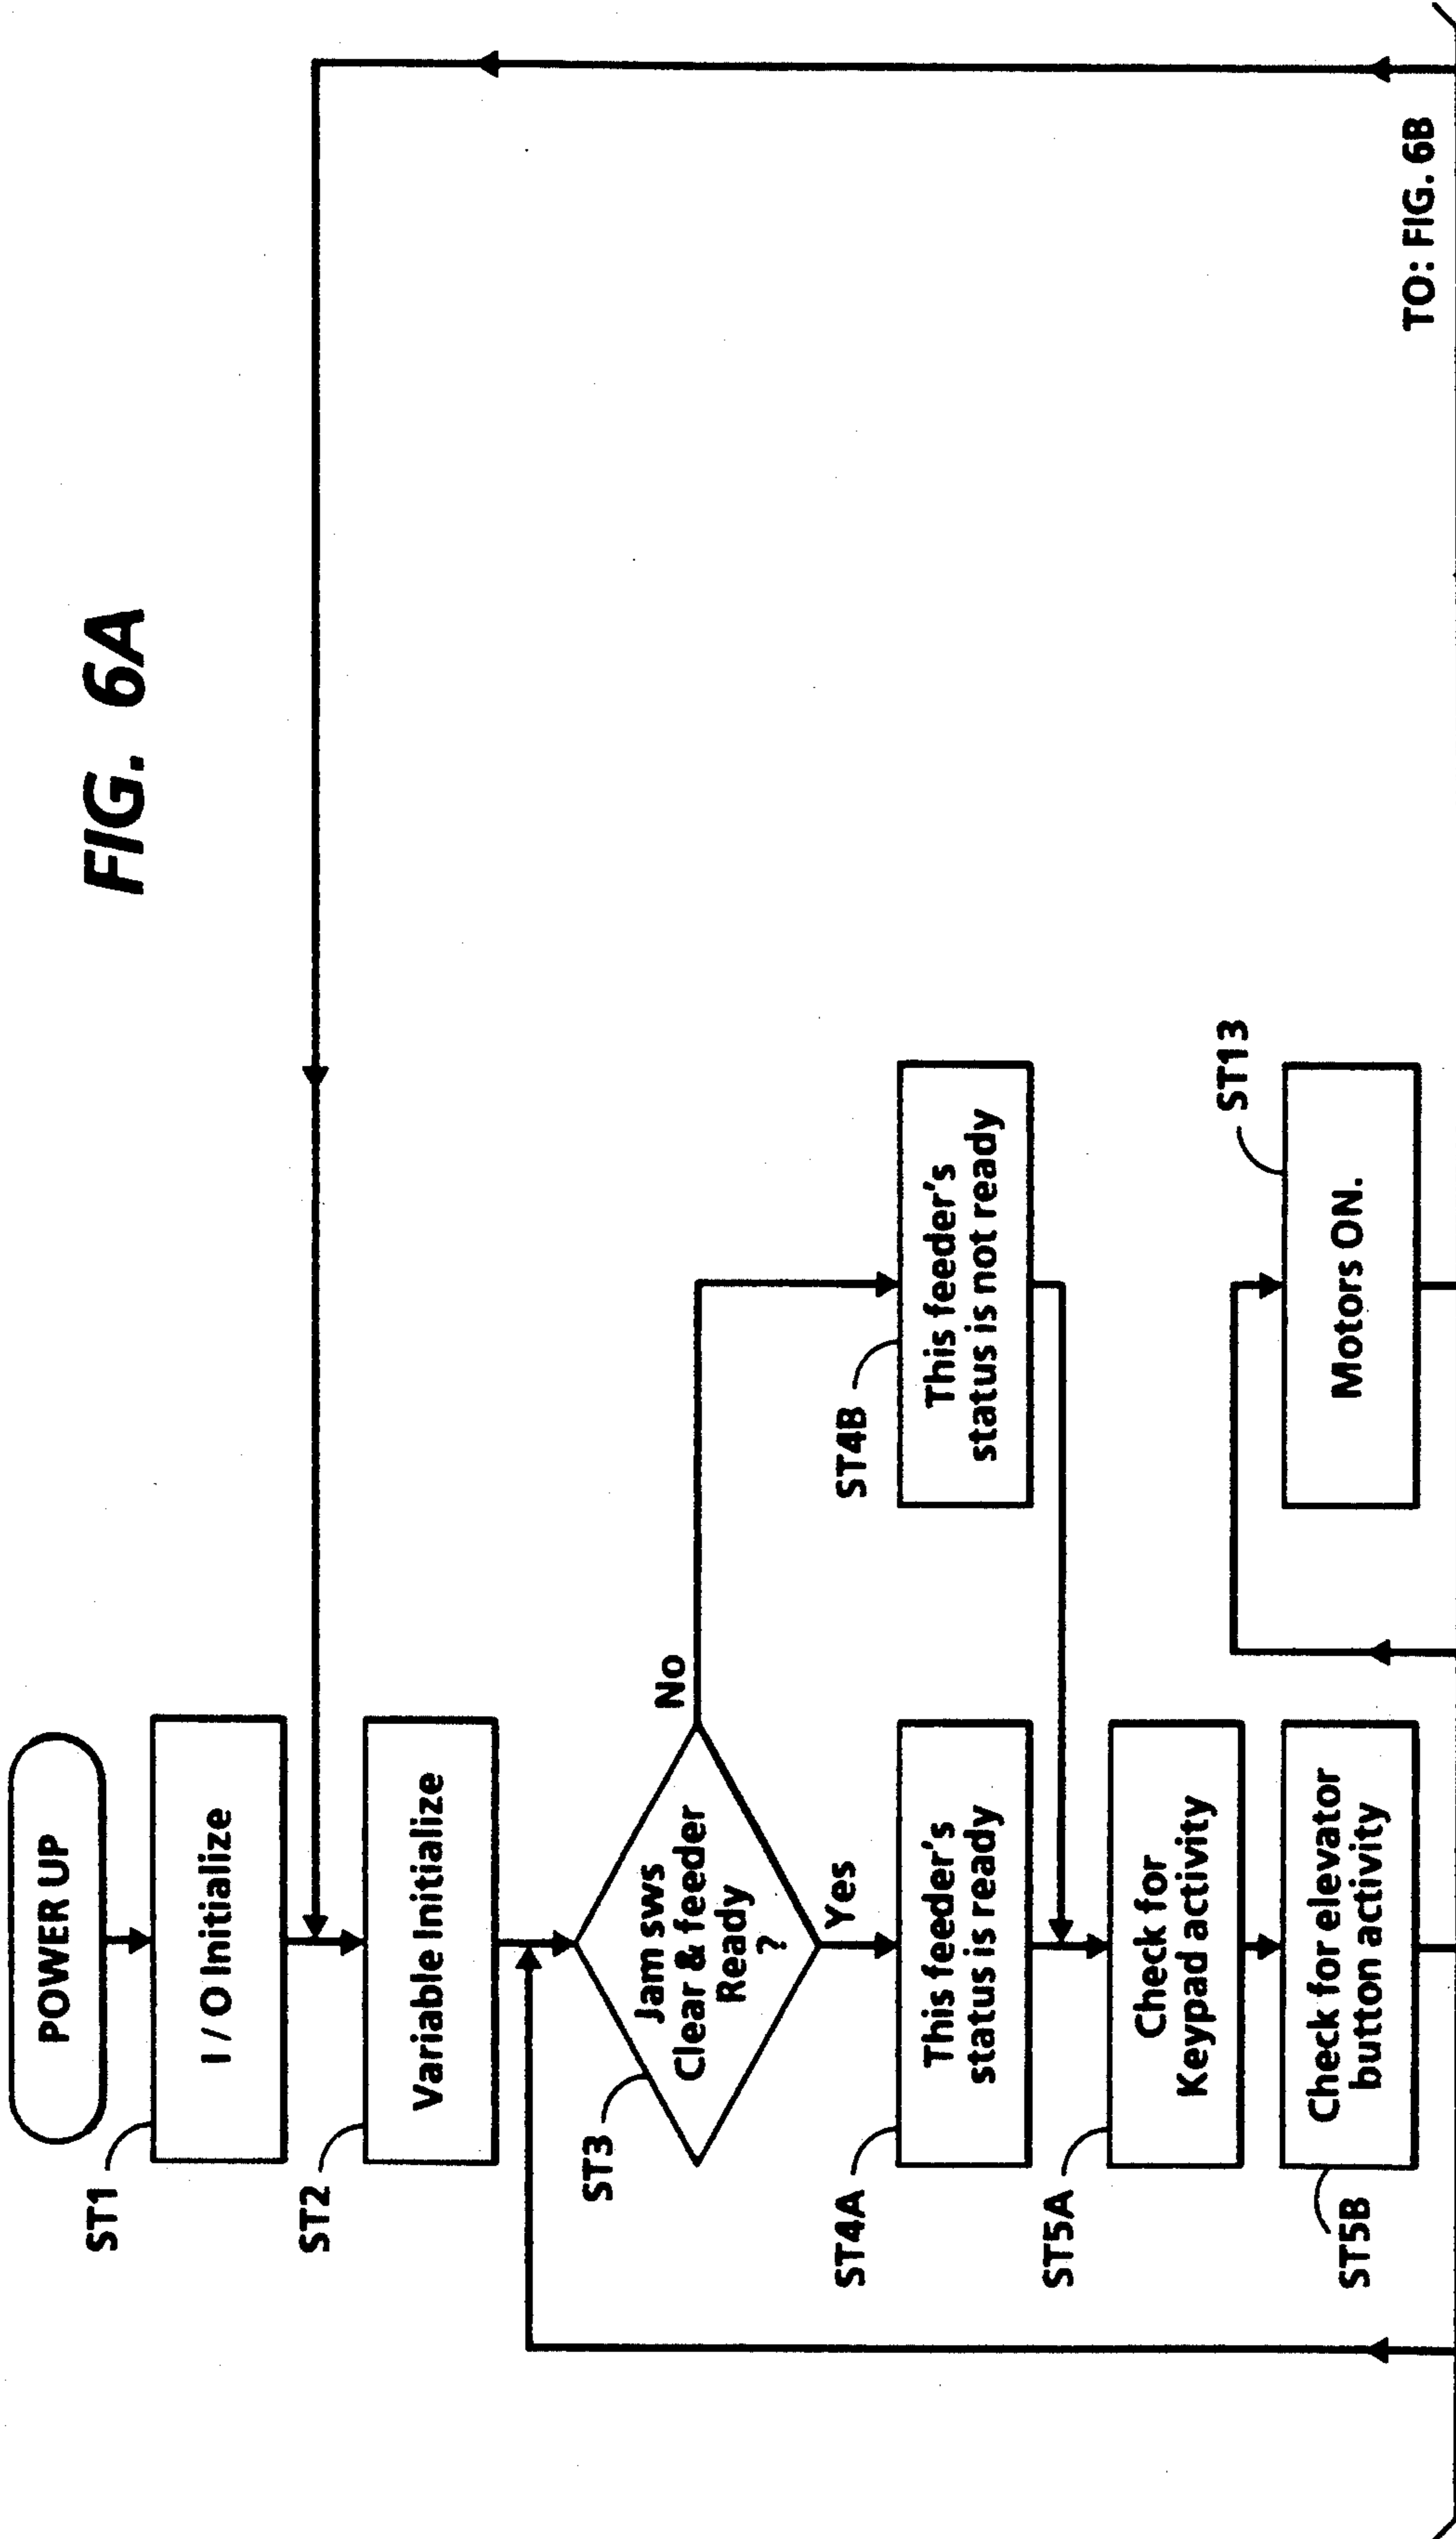 FIG. 6A
POWER UP
ST1
I / O Initialize
ST2
Variable Initialize
ST3
Jam sws
Clear & feeder
Ready
?
No
Yes
ST4A
This feeder's
status is ready
ST4B
This feeder's
status is not ready
ST5A
Check for
Keypad activity
ST5B
Check for elevator
button activity
ST13
Motors ON.
TO: FIG. 6B